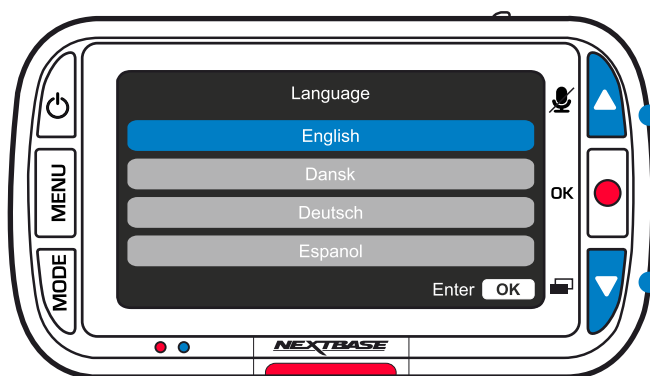 Language
English
Dansk
Deutsch
Espanol
Enter OK
MENU
MODE
OK
NEXTBASE